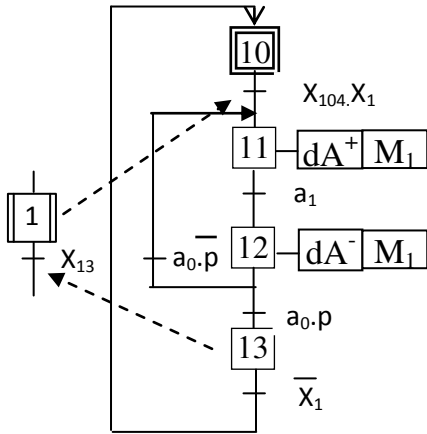 10
X₁₀₄.X₁
11 dA⁺ M₁
a₁
1
X₁₃
a₀.p̅
12 dA⁻ M₁
a₀.p
13
X̅₁